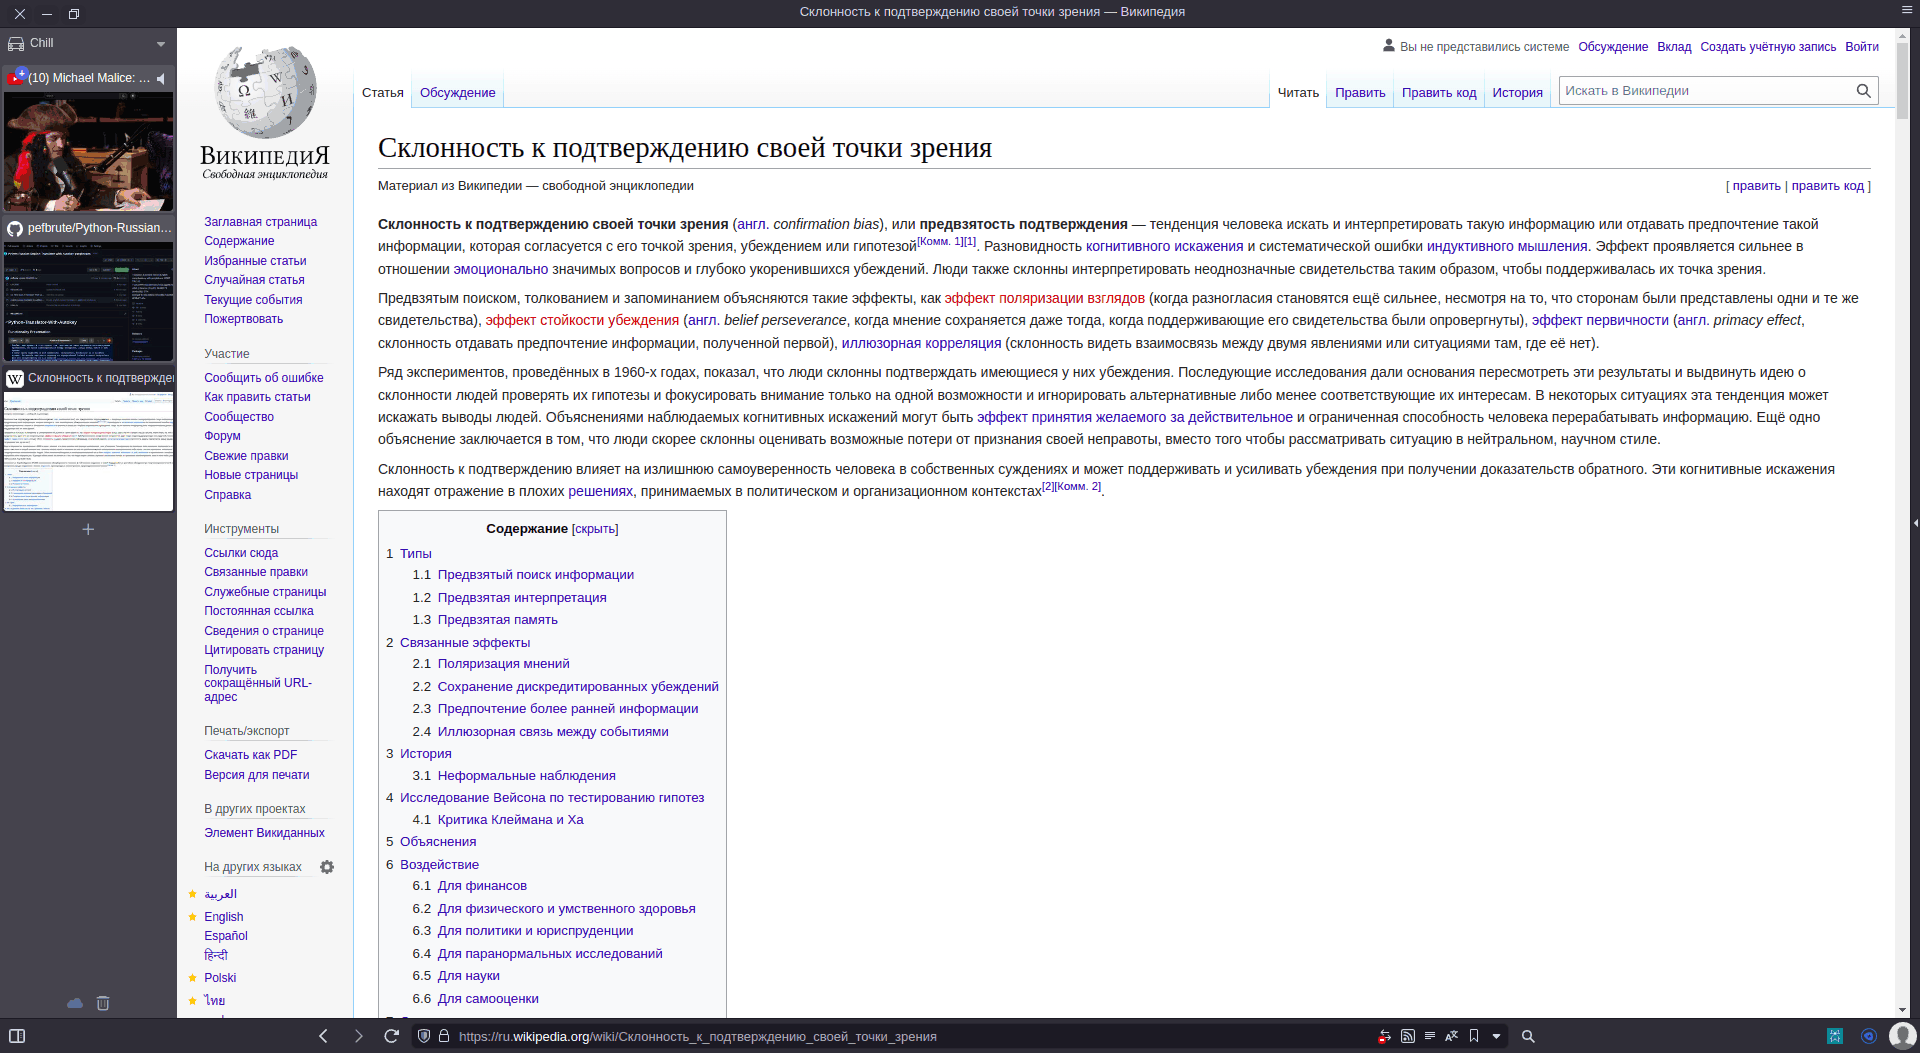 Склонность к подтверждению своей точки зрения — Википедия
Chill
(10) Michael Malice: ...
pefbrute/Python-Russian...
Python-Translator-With-Autokey
Склонность к подтвержде
ВикипедиЯ
Свободная энциклопедия
Заглавная страница
Содержание
Избранные статьи
Случайная статья
Текущие события
Пожертвовать
Участие
Сообщить об ошибке
Как править статьи
Сообщество
Форум
Свежие правки
Новые страницы
Справка
Инструменты
Ссылки сюда
Связанные правки
Служебные страницы
Постоянная ссылка
Сведения о странице
Цитировать страницу
Получить
сокращённый URL-
адрес
Печать/экспорт
Скачать как PDF
Версия для печати
В других проектах
Элемент Викиданных
На других языках
العربية
English
Español
हिन्दी
Polski
ไทย
Вы не представились системе Обсуждение Вклад Создать учётную запись Войти
Статья Обсуждение Читать Править Править код История Искать в Википедии
Склонность к подтверждению своей точки зрения
Материал из Википедии — свободной энциклопедии [ править | править код ]
Склонность к подтверждению своей точки зрения (англ. confirmation bias), или предвзятость подтверждения — тенденция человека искать и интерпретировать такую информацию или отдавать предпочтение такой
информации, которая согласуется с его точкой зрения, убеждением или гипотезой[Комм. 1][1]. Разновидность когнитивного искажения и систематической ошибки индуктивного мышления. Эффект проявляется сильнее в
отношении эмоционально значимых вопросов и глубоко укоренившихся убеждений. Люди также склонны интерпретировать неоднозначные свидетельства таким образом, чтобы поддерживалась их точка зрения.
Предвзятым поиском, толкованием и запоминанием объясняются такие эффекты, как эффект поляризации взглядов (когда разногласия становятся ещё сильнее, несмотря на то, что сторонам были представлены одни и те же
свидетельства), эффект стойкости убеждения (англ. belief perseverance, когда мнение сохраняется даже тогда, когда поддерживающие его свидетельства были опровергнуты), эффект первичности (англ. primacy effect,
склонность отдавать предпочтение информации, полученной первой), иллюзорная корреляция (склонность видеть взаимосвязь между двумя явлениями или ситуациями там, где её нет).
Ряд экспериментов, проведённых в 1960-х годах, показал, что люди склонны подтверждать имеющиеся у них убеждения. Последующие исследования дали основания пересмотреть эти результаты и выдвинуть идею о
склонности людей проверять их гипотезы и фокусировать внимание только на одной возможности и игнорировать альтернативные либо менее соответствующие их интересам. В некоторых ситуациях эта тенденция может
искажать выводы людей. Объяснениями наблюдаемых когнитивных искажений могут быть эффект принятия желаемого за действительное и ограниченная способность человека перерабатывать информацию. Ещё одно
объяснение заключается в том, что люди скорее склонны оценивать возможные потери от признания своей неправоты, вместо того чтобы рассматривать ситуацию в нейтральном, научном стиле.
Склонность к подтверждению влияет на излишнюю самоуверенность человека в собственных суждениях и может поддерживать и усиливать убеждения при получении доказательств обратного. Эти когнитивные искажения
находят отражение в плохих решениях, принимаемых в политическом и организационном контекстах[2][Комм. 2].
Содержание [скрыть]
1 Типы
1.1 Предвзятый поиск информации
1.2 Предвзятая интерпретация
1.3 Предвзятая память
2 Связанные эффекты
2.1 Поляризация мнений
2.2 Сохранение дискредитированных убеждений
2.3 Предпочтение более ранней информации
2.4 Иллюзорная связь между событиями
3 История
3.1 Неформальные наблюдения
4 Исследование Вейсона по тестированию гипотез
4.1 Критика Клеймана и Ха
5 Объяснения
6 Воздействие
6.1 Для финансов
6.2 Для физического и умственного здоровья
6.3 Для политики и юриспруденции
6.4 Для паранормальных исследований
6.5 Для науки
6.6 Для самооценки
https://ru.wikipedia.org/wiki/Склонность_к_подтверждению_своей_точки_зрения